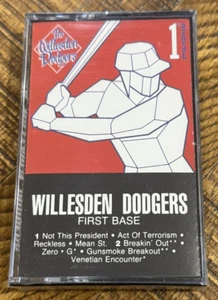 the
Willesden
Dodgers
1
WILLESDEN DODGERS
FIRST BASE
1 Not This President • Act Of Terrorism •
Reckless • Mean St. 2 Breakin' Out** •
Zero • G* • Gunsmoke Breakout** •
Venetian Encounter*